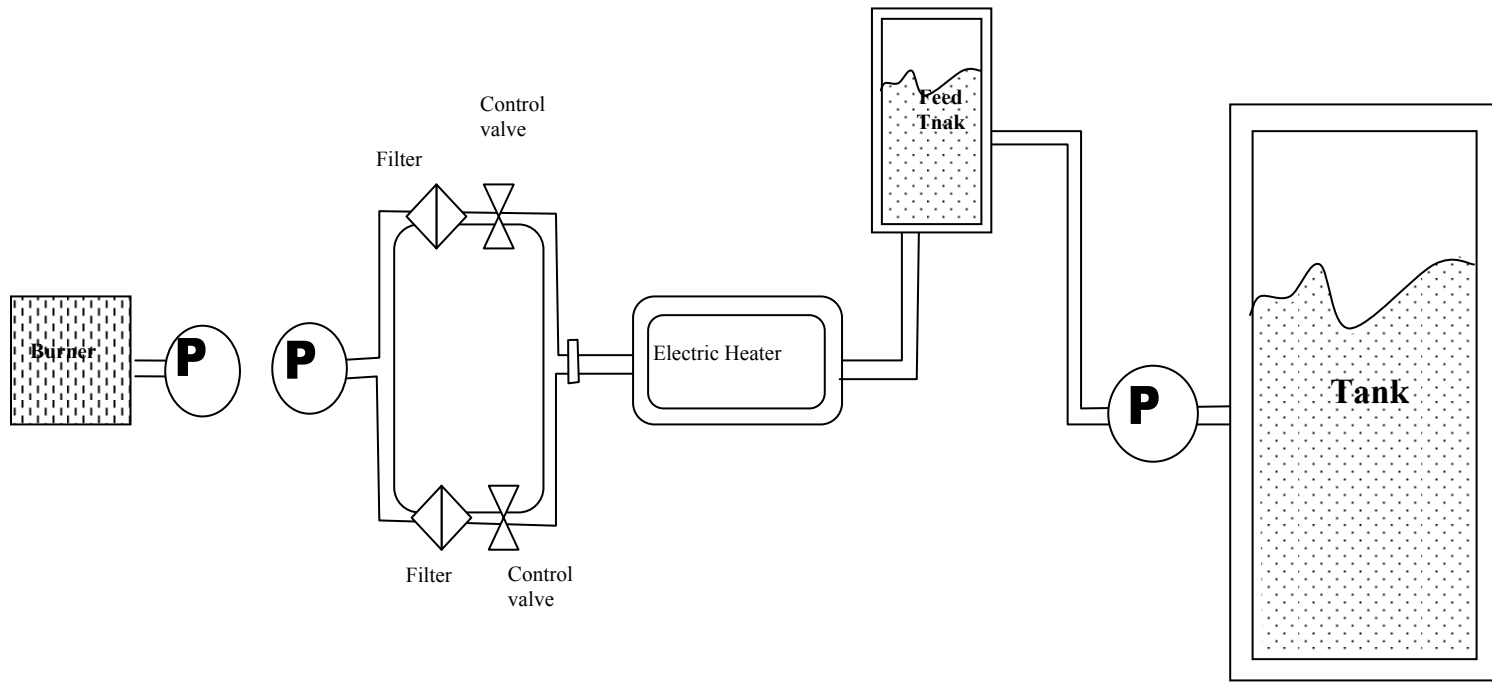 Control
valve
Feed
Tnak
Filter
Electric Heater
Burner
P
P
P
Tank
Filter
Control
valve